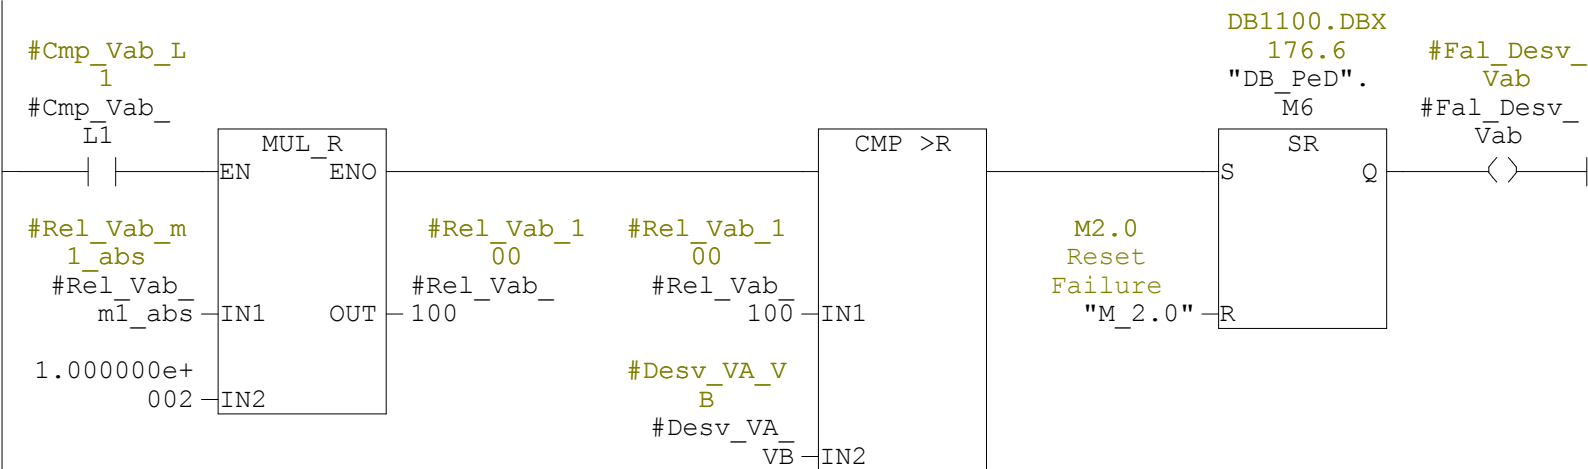 DB1100.DBX
176.6
"DB_PeD".
M6
#Fal_Desv_
Vab
#Fal_Desv_
Vab
#Cmp_Vab_L
1
#Cmp_Vab_
L1
MUL_R
EN ENO
CMP >R
SR
S Q
#Rel_Vab_m
1_abs
#Rel_Vab_
m1_abs
IN1 OUT
#Rel_Vab_1
00
#Rel_Vab_
100
#Rel_Vab_1
00
#Rel_Vab_
100
IN1
M2.0
Reset
Failure
"M_2.0"
R
1.000000e+
002
IN2
#Desv_VA_V
B
#Desv_VA_
VB
IN2